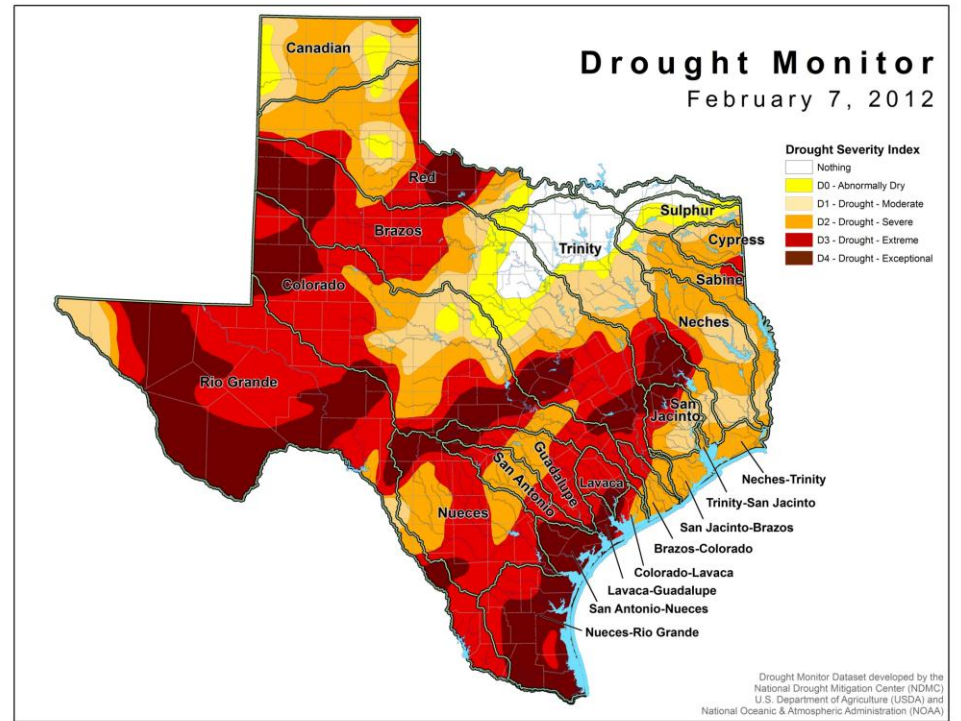 Drought Monitor
February 7, 2012
Drought Severity Index
Nothing
D0 - Abnormally Dry
D1 - Drought - Moderate
D2 - Drought - Severe
D3 - Drought - Extreme
D4 - Drought - Exceptional
Canadian
Red
Sulphur
Cypress
Brazos
Trinity
Sabine
Colorado
Neches
Rio Grande
San
Jacinto
Guadalupe
San Antonio
Lavaca
Nueces
Neches-Trinity
Trinity-San Jacinto
San Jacinto-Brazos
Brazos-Colorado
Colorado-Lavaca
Lavaca-Guadalupe
San Antonio-Nueces
Nueces-Rio Grande
Drought Monitor Dataset developed by the
National Drought Mitigation Center (NDMC)
U.S. Department of Agriculture (USDA) and
National Oceanic & Atmospheric Administration (NOAA)